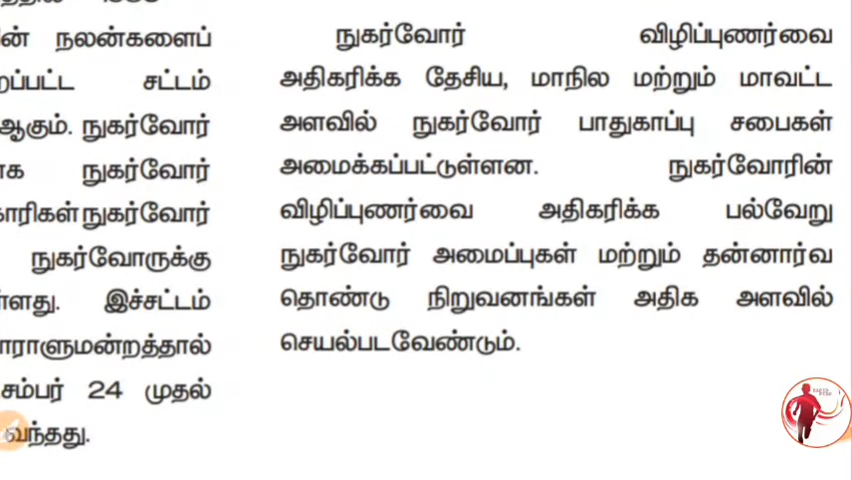 நலன்களைப்
சட்டம்
ஆகும். நுகர்வோர்
நுகர்வோர்
நுகர்வோர்
நுகர்வோருக்கு
இச்சட்டம்
24 முதல்
வந்தது.
நுகர்வோர் விழிப்புணர்வை
அதிகரிக்க தேசிய, மாநில மற்றும் மாவட்ட
அளவில் நுகர்வோர் பாதுகாப்பு சபைகள்
அமைக்கப்பட்டுள்ளன. நுகர்வோரின்
விழிப்புணர்வை அதிகரிக்க பல்வேறு
நுகர்வோர் அமைப்புகள் மற்றும் தன்னார்வ
தொண்டு நிறுவனங்கள் அதிக அளவில்
செயல்படவேண்டும்.